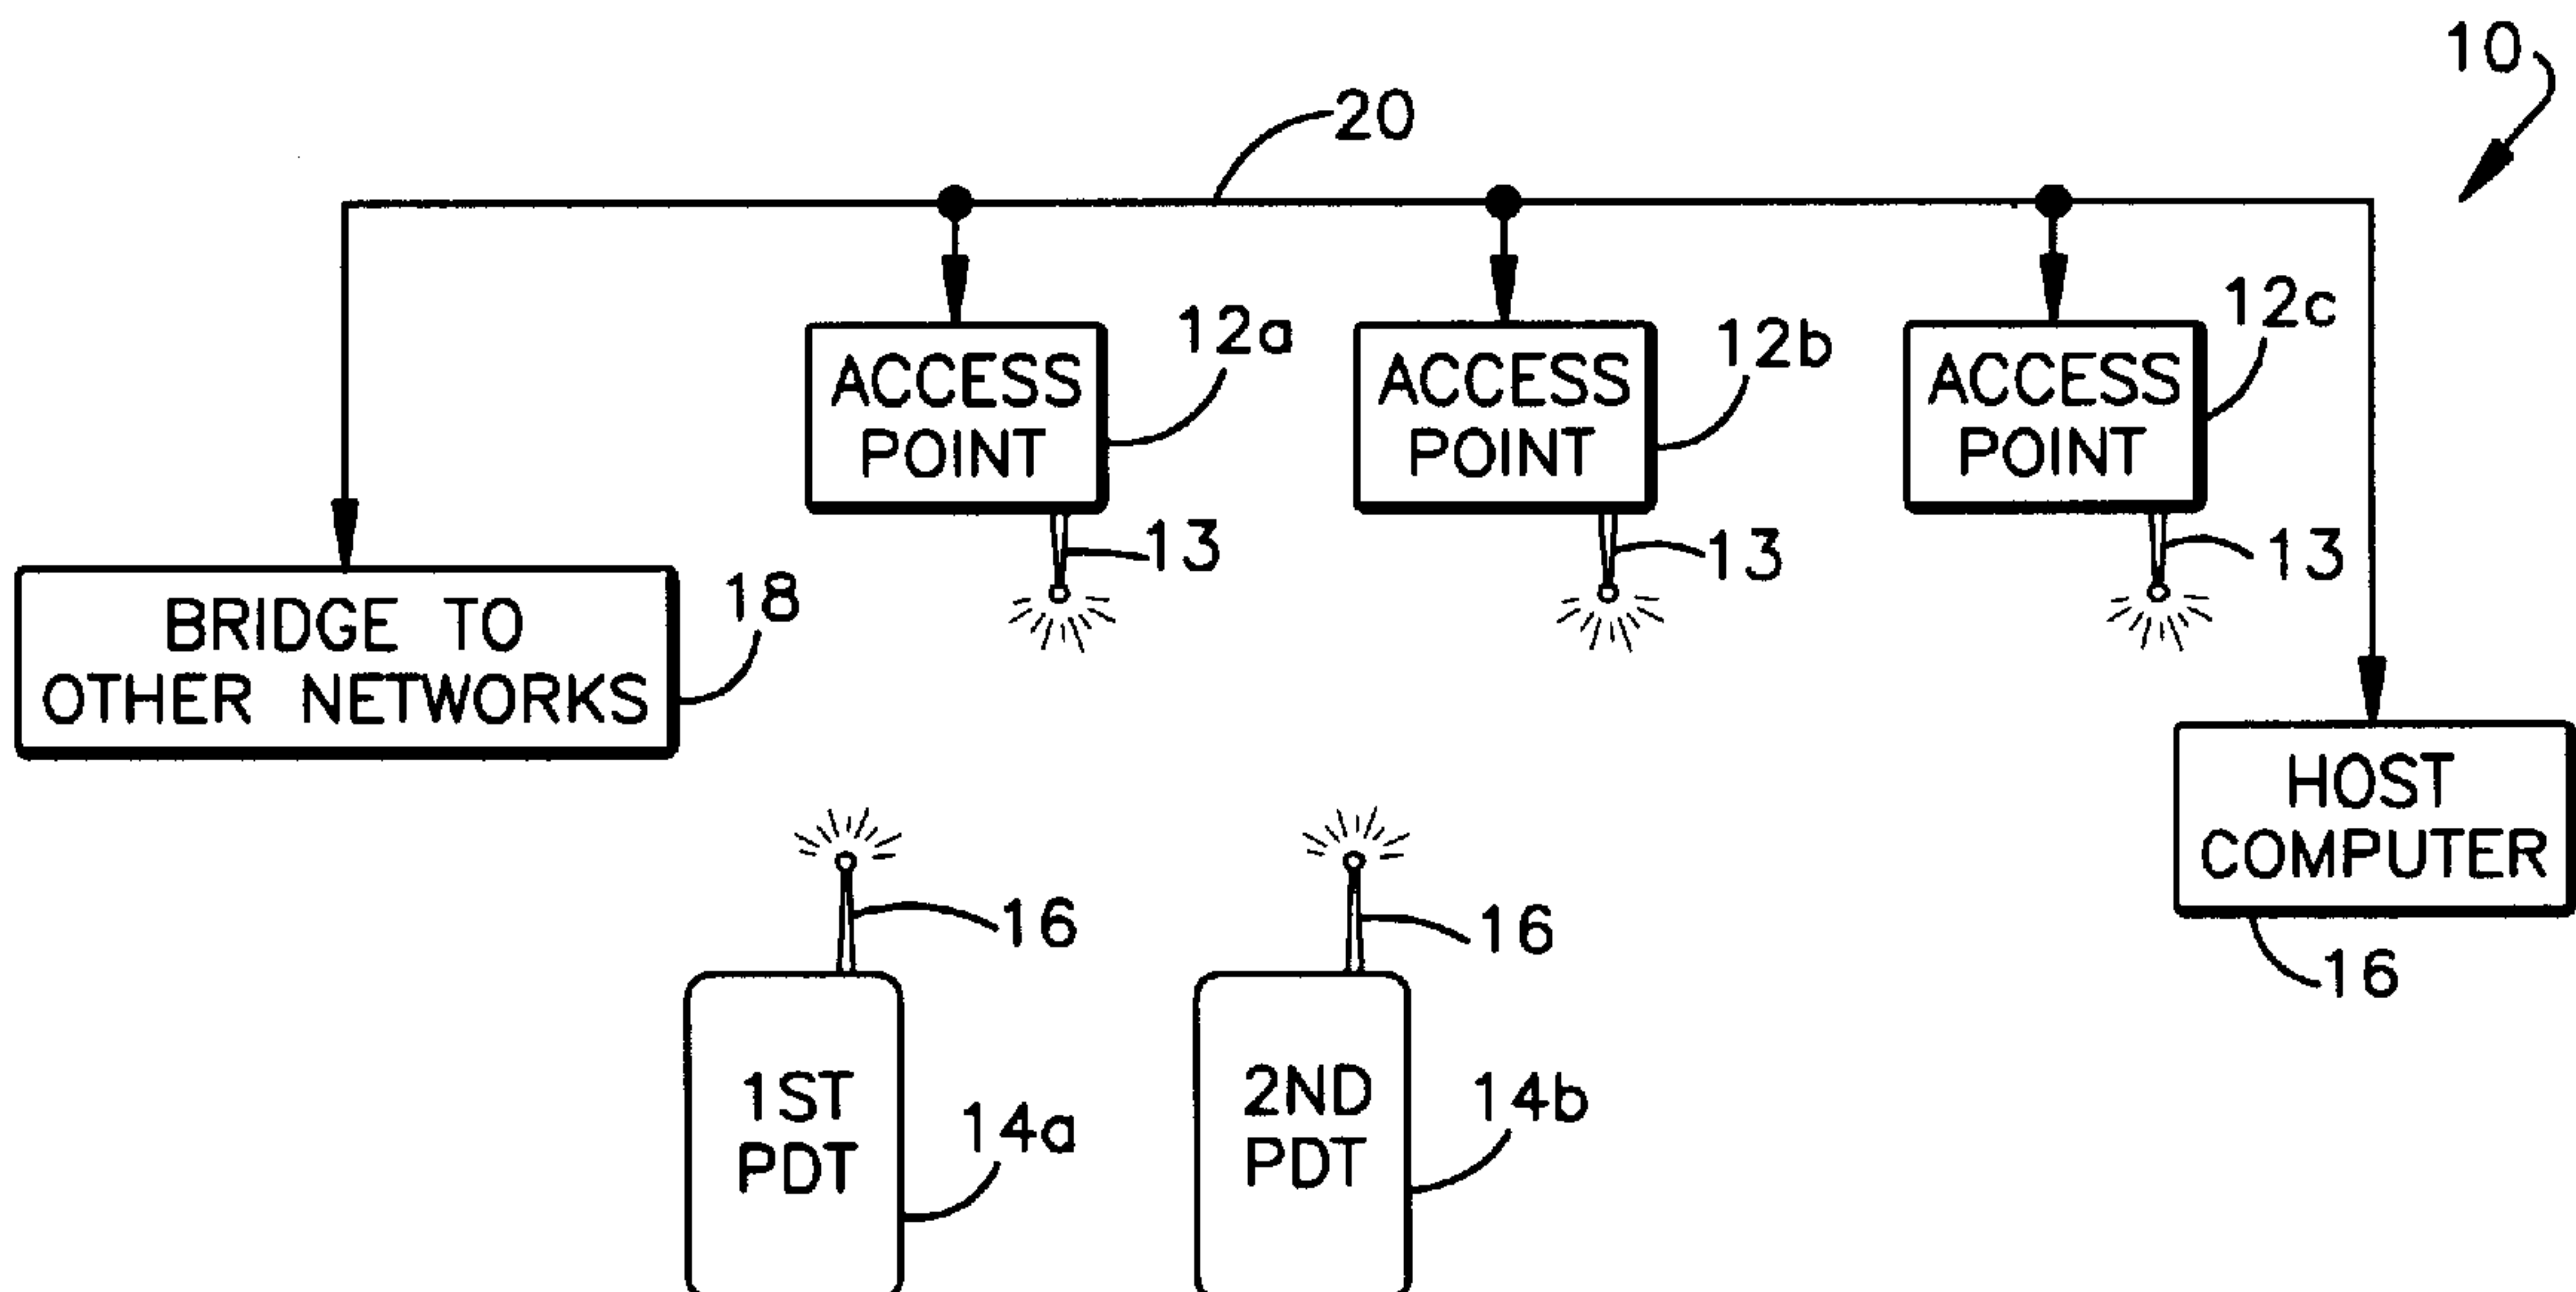 10
20
12a
12b
12c
ACCESS
POINT
ACCESS
POINT
ACCESS
POINT
13
13
13
BRIDGE TO
OTHER NETWORKS
18
HOST
COMPUTER
16
16
16
1ST
PDT
14a
2ND
PDT
14b